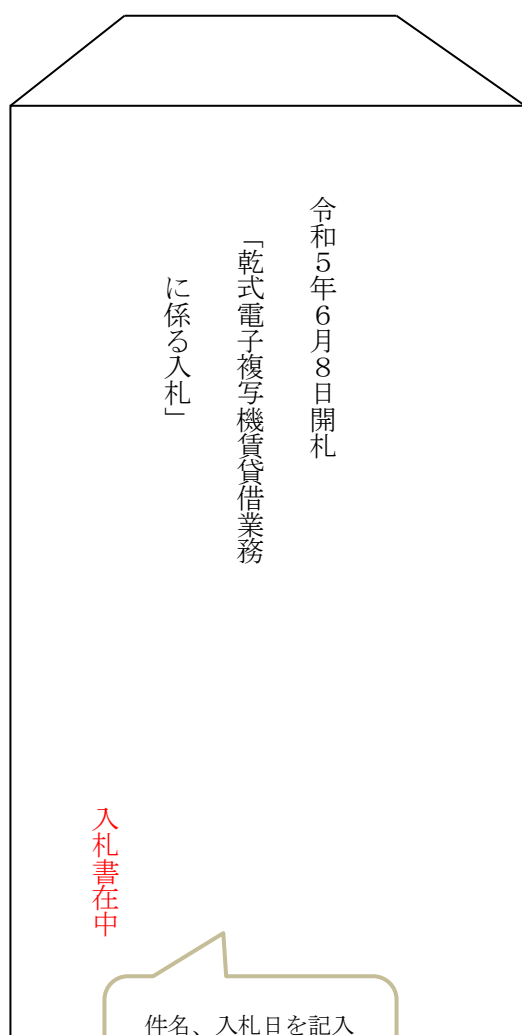 令和５年６月８日開札
「乾式電子複写機賃貸借業務
に係る入札」
入札書在中
件名、入札日を記入